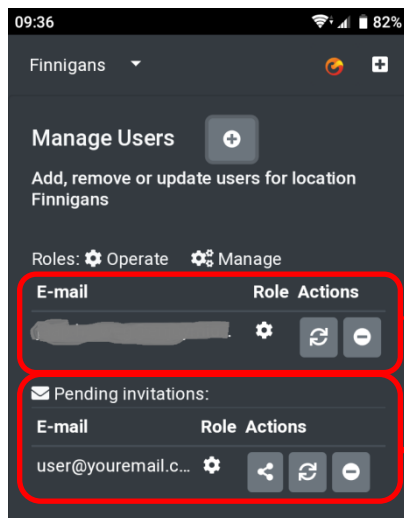 09:36 82%
Finnigans
Manage Users
Add, remove or update users for location
Finnigans
Roles: Operate Manage
E-mail Role Actions
Pending invitations:
E-mail Role Actions
user@youremail.c...